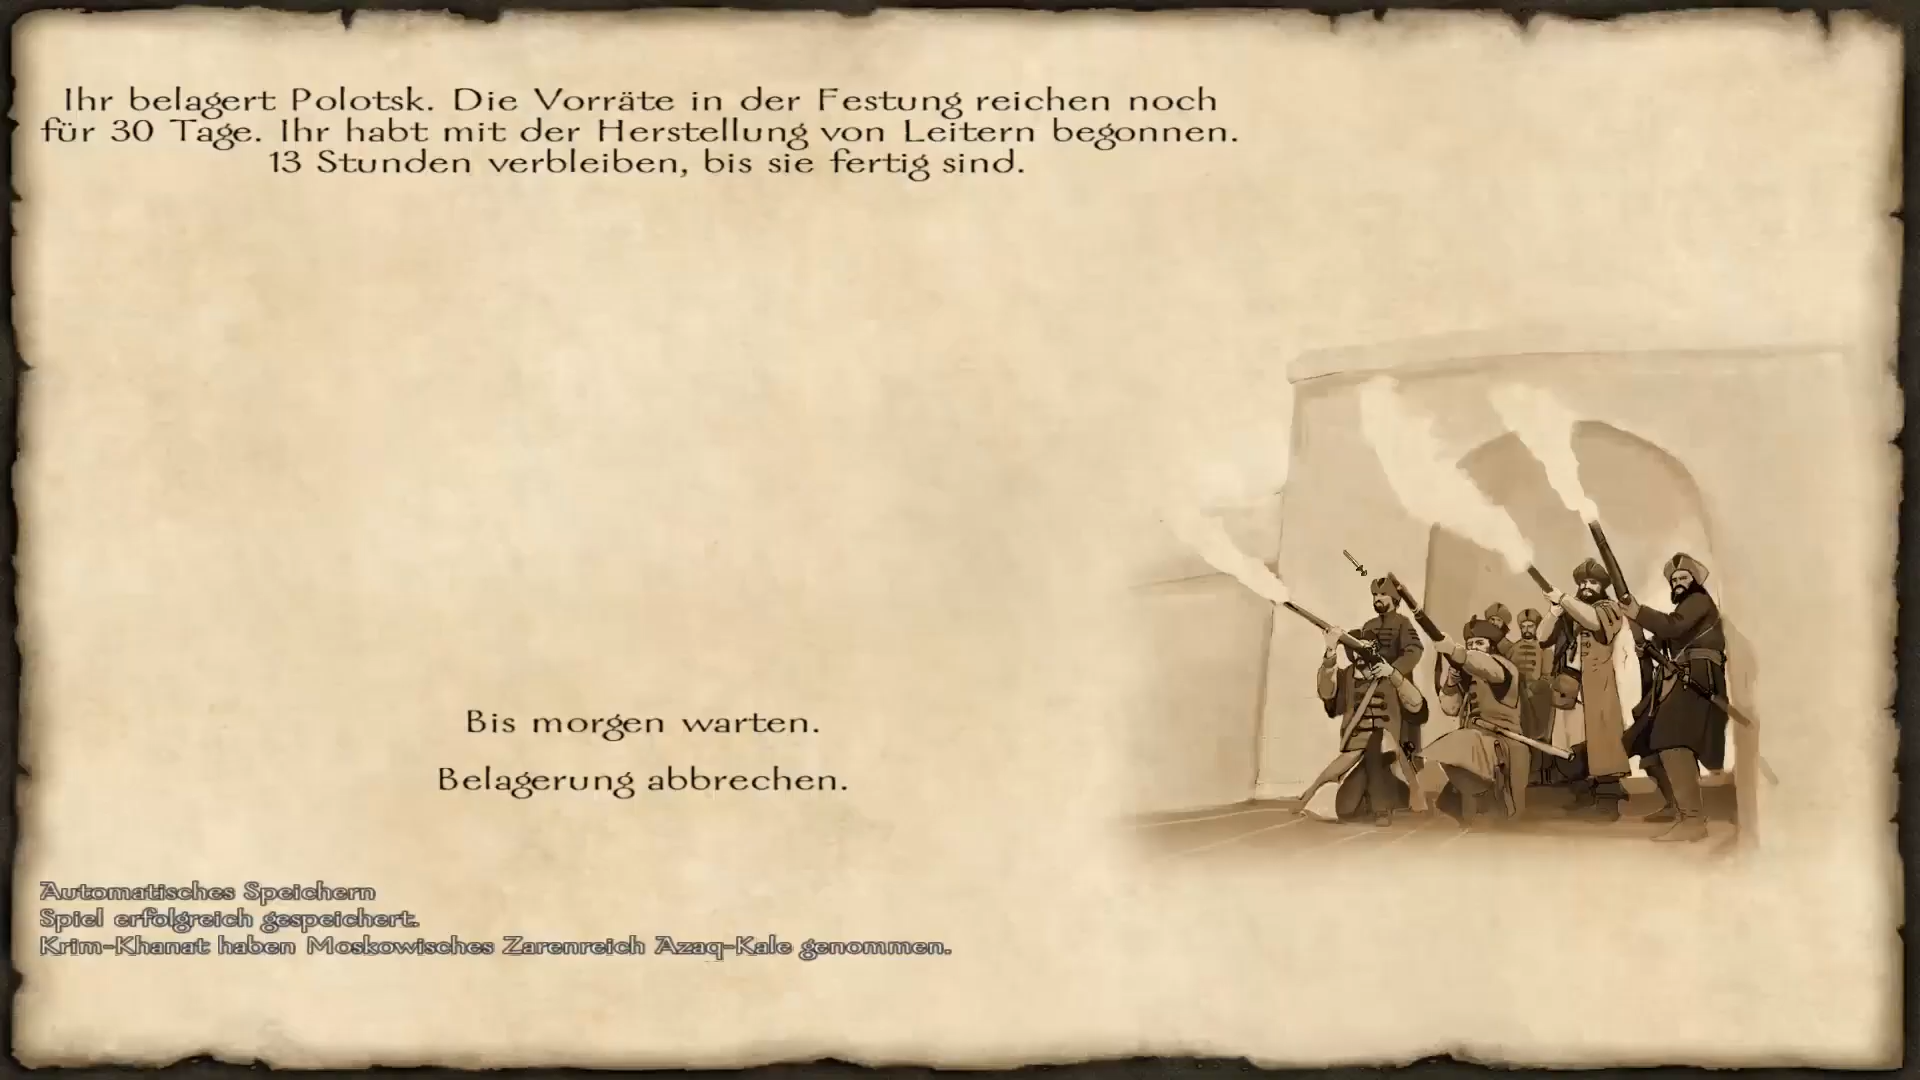 Ihr belagert Polotsk. Die Vorräte in der Festung reichen noch
für 30 Tage. Ihr habt mit der Herstellung von Leitern begonnen.
13 Stunden verbleiben, bis sie fertig sind.
Bis morgen warten.
Belagerung abbrechen.
Automatisches Speichern
Spiel erfolgreich gespeichert.
Krim-Khanat haben Moskowisches Zarenreich Azaq-Kale genommen.